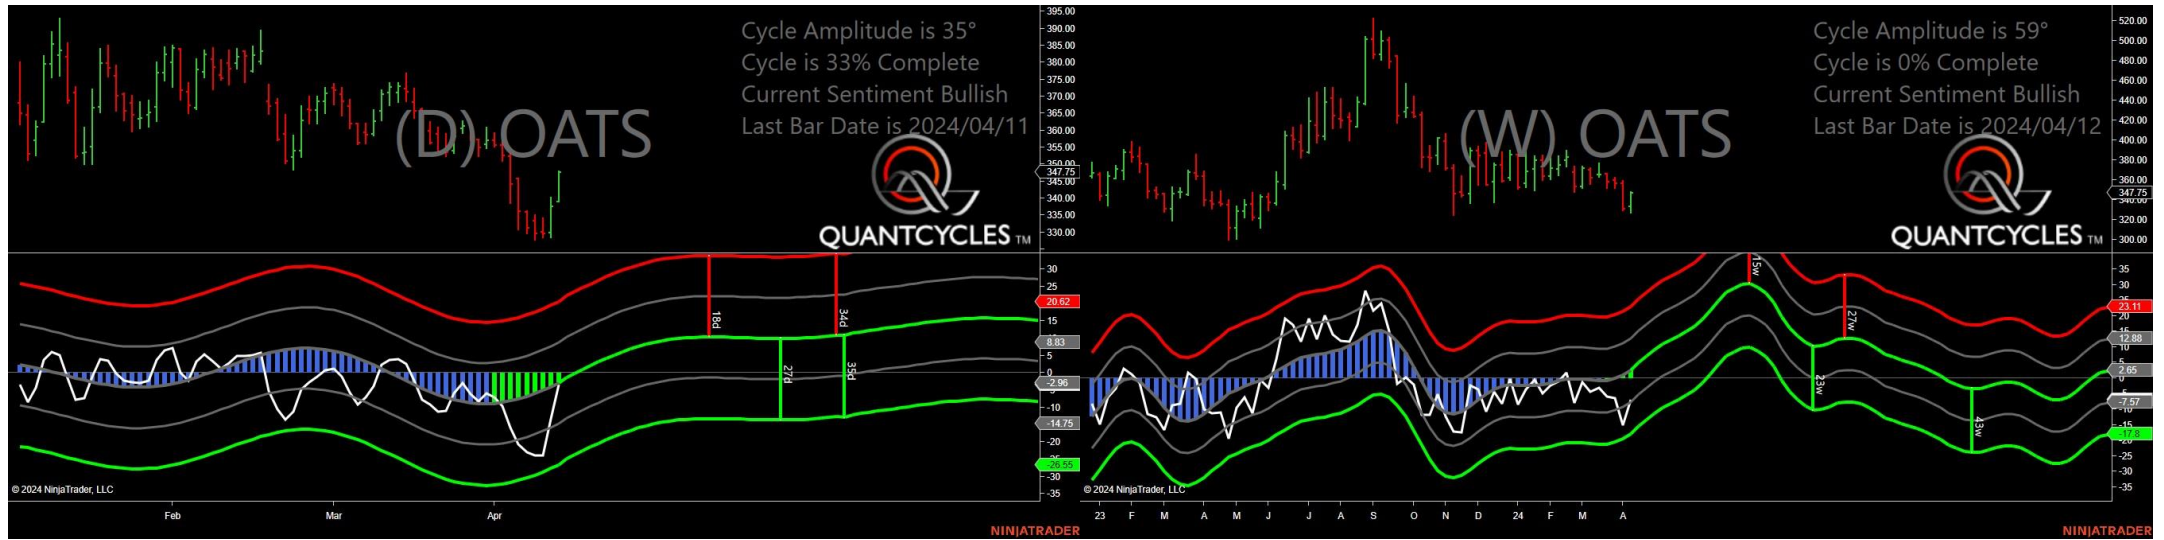 Cycle Amplitude is 35°
Cycle is 33% Complete
Current Sentiment Bullish
Last Bar Date is 2024/04/11
(D) OATS
QUANTCYCLES TM
395.00
390.00
385.00
380.00
375.00
370.00
365.00
360.00
355.00
350.00
347.75
345.00
340.00
335.00
330.00
30
25
20.62
15
8.83
5
0
-2.96
-10
-14.75
-20
-26.55
-30
-35
18d
34d
27d
35d
© 2024 NinjaTrader, LLC
Feb
Mar
Apr
NINJATRADER
Cycle Amplitude is 59°
Cycle is 0% Complete
Current Sentiment Bullish
Last Bar Date is 2024/04/12
(W) OATS
QUANTCYCLES TM
520.00
500.00
480.00
460.00
440.00
420.00
400.00
380.00
360.00
347.75
340.00
320.00
300.00
35
30
25
23.11
20
15
12.88
10
5
2.65
0
-7.57
-10
-15
-17.8
-20
-25
-30
-35
15w
27w
23w
43w
© 2024 NinjaTrader, LLC
23
F
M
A
M
J
J
A
S
O
N
D
24
F
M
A
NINJATRADER